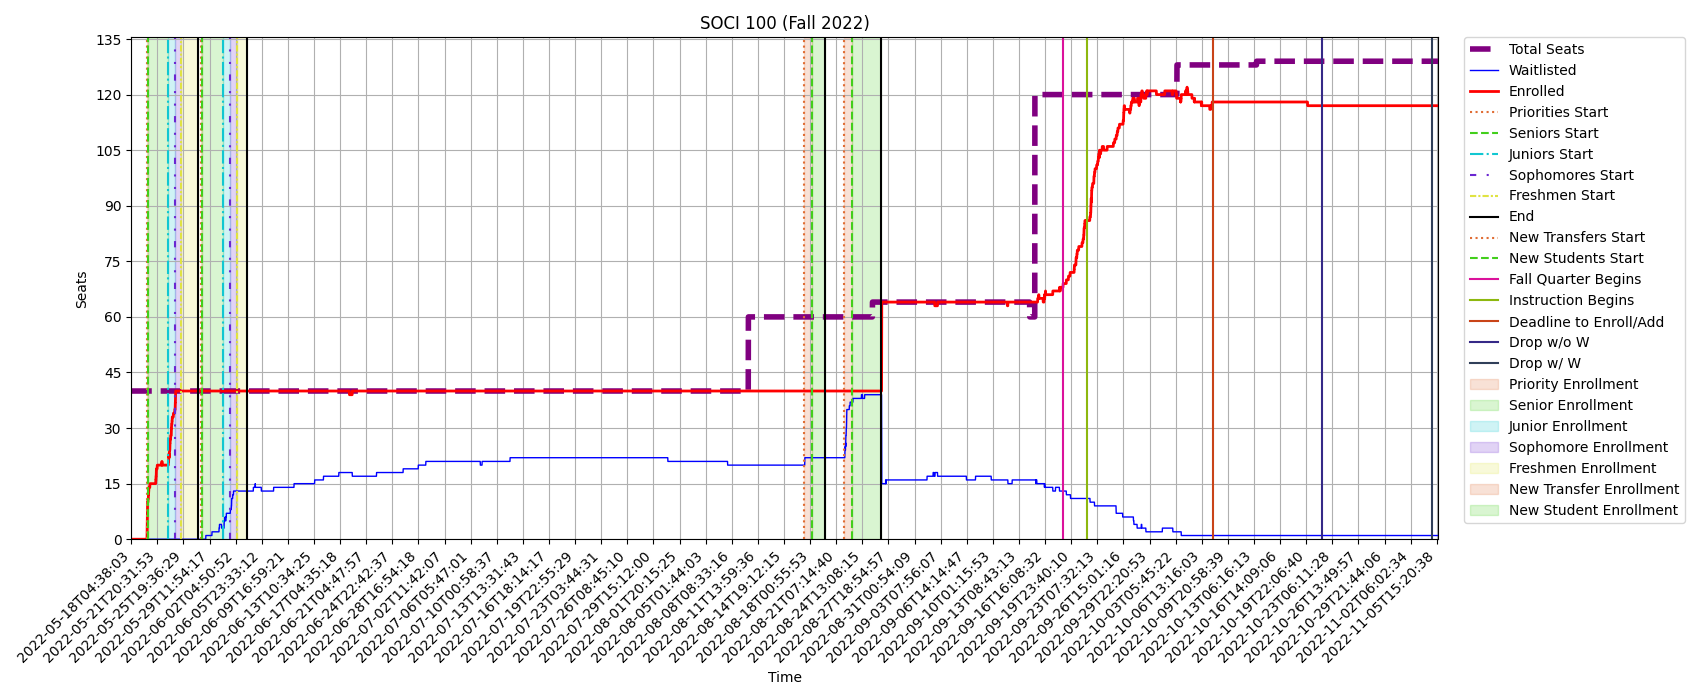 SOCI 100 (Fall 2022)
135
120
105
90
75
60
45
30
15
0
Seats
2022-05-18T04:38:03
2022-05-21T20:31:53
2022-05-25T19:36:29
2022-05-29T11:54:17
2022-06-02T04:50:52
2022-06-05T23:33:12
2022-06-09T16:59:21
2022-06-13T10:34:25
2022-06-17T04:35:18
2022-06-21T04:47:57
2022-06-24T22:42:37
2022-06-28T16:54:18
2022-07-02T11:42:07
2022-07-06T05:47:01
2022-07-10T00:58:37
2022-07-13T13:31:43
2022-07-16T18:14:17
2022-07-19T22:55:29
2022-07-23T03:44:31
2022-07-26T08:45:10
2022-07-29T15:12:00
2022-08-01T20:15:25
2022-08-05T01:44:03
2022-08-08T08:33:16
2022-08-11T13:59:36
2022-08-14T19:12:15
2022-08-18T00:55:53
2022-08-21T07:14:40
2022-08-24T13:08:15
2022-08-27T18:54:57
2022-08-31T00:54:09
2022-09-03T07:56:07
2022-09-06T14:14:47
2022-09-10T01:15:53
2022-09-13T08:43:13
2022-09-16T16:08:32
2022-09-19T23:40:10
2022-09-23T07:32:13
2022-09-26T15:01:16
2022-09-29T22:20:53
2022-10-03T05:45:22
2022-10-06T13:16:03
2022-10-09T20:58:39
2022-10-13T06:16:13
2022-10-16T14:09:06
2022-10-19T22:06:40
2022-10-23T06:11:28
2022-10-26T13:49:57
2022-10-29T21:44:06
2022-11-02T06:02:34
2022-11-05T15:20:38
Time
Total Seats
Waitlisted
Enrolled
Priorities Start
Seniors Start
Juniors Start
Sophomores Start
Freshmen Start
End
New Transfers Start
New Students Start
Fall Quarter Begins
Instruction Begins
Deadline to Enroll/Add
Drop w/o W
Drop w/ W
Priority Enrollment
Senior Enrollment
Junior Enrollment
Sophomore Enrollment
Freshmen Enrollment
New Transfer Enrollment
New Student Enrollment